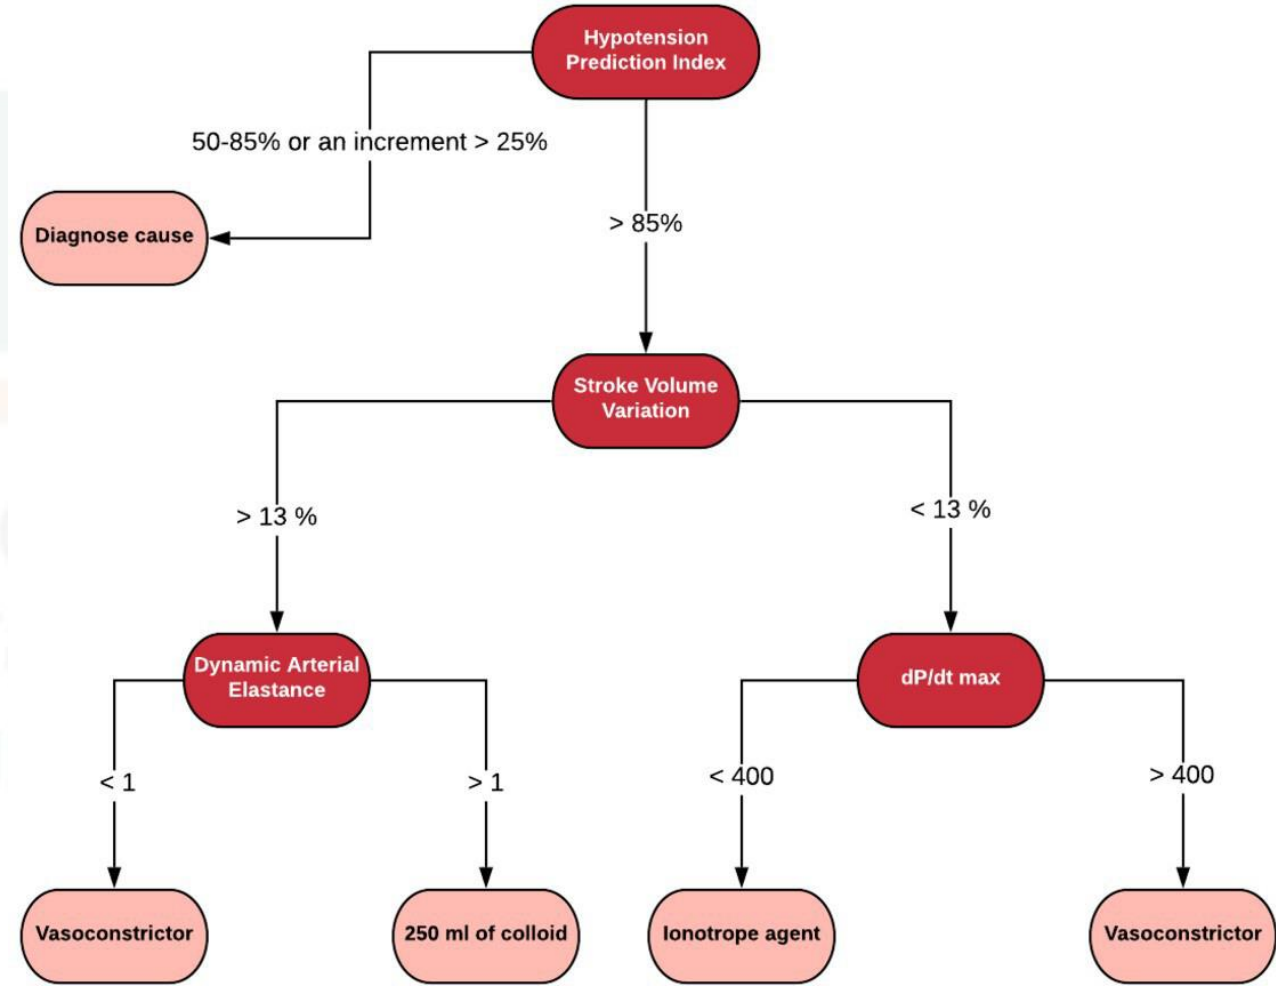 Hypotension
Prediction Index
50-85% or an increment > 25%
> 85%
Diagnose cause
Stroke Volume
Variation
> 13 %
< 13 %
Dynamic Arterial
Elastance
dP/dt max
< 1
> 1
< 400
> 400
Vasoconstrictor
250 ml of colloid
Ionotrope agent
Vasoconstrictor